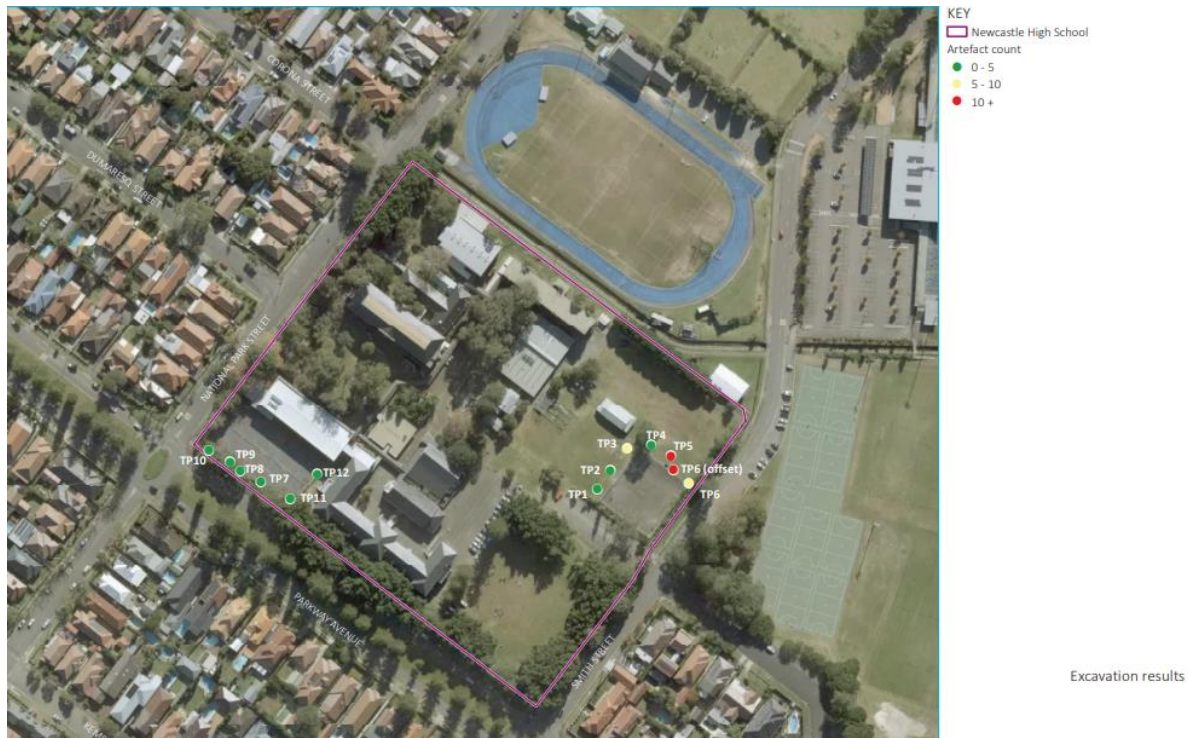 KEY
Newcastle High School
Artefact count
0 - 5
5 - 10
10 +
CORONA STREET
DUMARESQ STREET
NATIONAL PARK STREET
TP4
TP3
TP5
TP10
TP9
TP8
TP7
TP12
TP2
TP6 (offset)
TP1
TP11
TP6
PARKWAY AVENUE
SMITH STREET
Excavation results